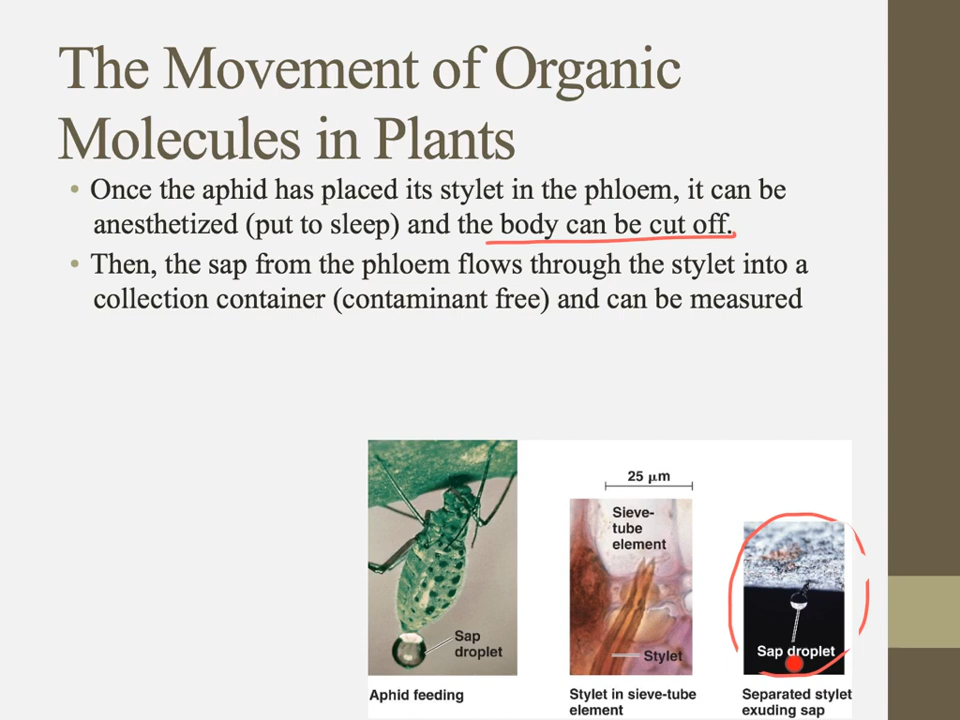 The Movement of Organic
Molecules in Plants
• Once the aphid has placed its stylet in the phloem, it can be
anesthetized (put to sleep) and the body can be cut off.
• Then, the sap from the phloem flows through the stylet into a
collection container (contaminant free) and can be measured
Sap
droplet
Aphid feeding
25 µm
Sieve-
tube
element
Stylet
Stylet in sieve-tube
element
Sap droplet
Separated stylet
exuding sap